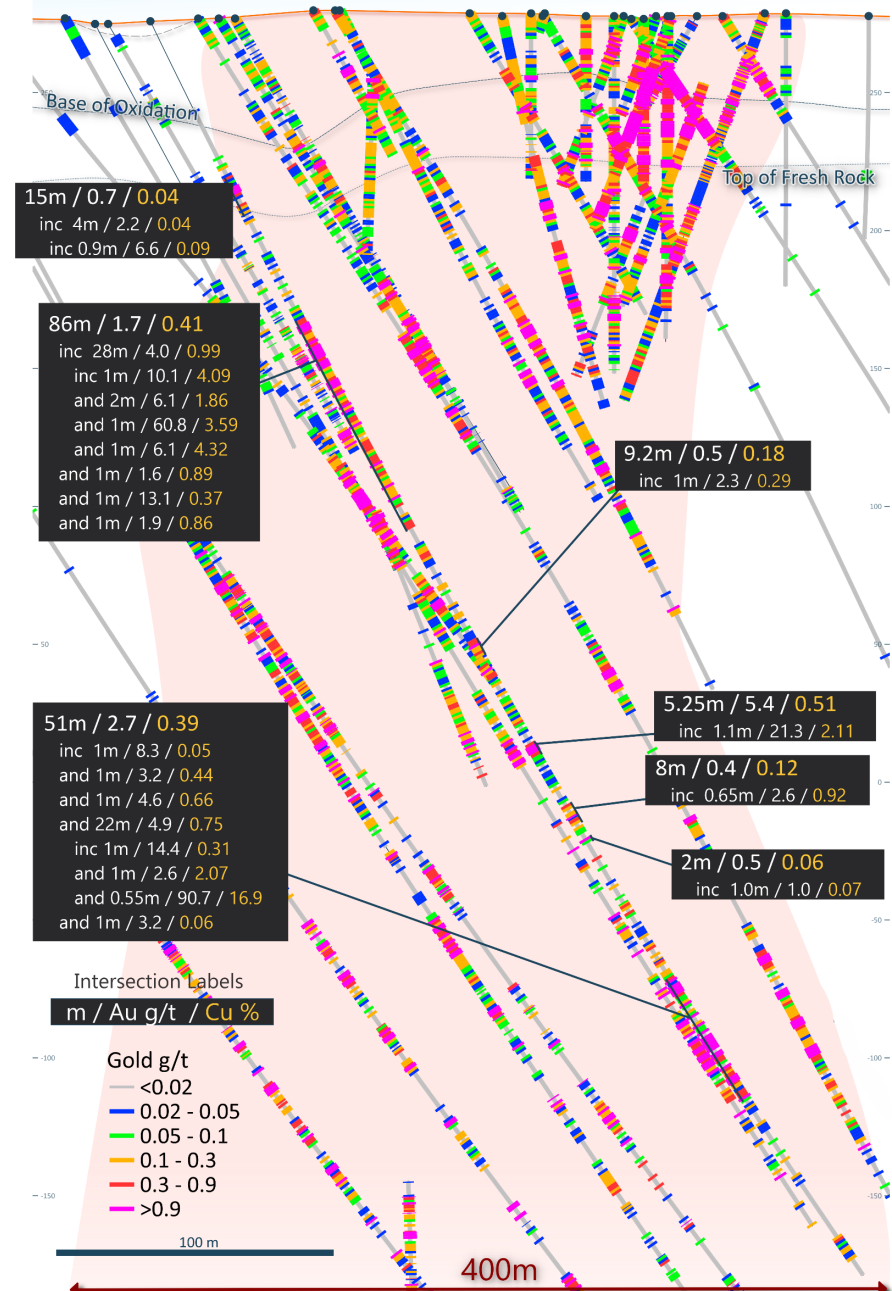 Base of Oxidation
Top of Fresh Rock
250
250
200
150
150
100
50
50
0
-50
-100
-100
-150
-150
15m / 0.7 / 0.04
inc 4m / 2.2 / 0.04
inc 0.9m / 6.6 / 0.09
86m / 1.7 / 0.41
inc 28m / 4.0 / 0.99
inc 1m / 10.1 / 4.09
and 2m / 6.1 / 1.86
and 1m / 60.8 / 3.59
and 1m / 6.1 / 4.32
and 1m / 1.6 / 0.89
and 1m / 13.1 / 0.37
and 1m / 1.9 / 0.86
9.2m / 0.5 / 0.18
inc 1m / 2.3 / 0.29
5.25m / 5.4 / 0.51
inc 1.1m / 21.3 / 2.11
8m / 0.4 / 0.12
inc 0.65m / 2.6 / 0.92
2m / 0.5 / 0.06
inc 1.0m / 1.0 / 0.07
51m / 2.7 / 0.39
inc 1m / 8.3 / 0.05
and 1m / 3.2 / 0.44
and 1m / 4.6 / 0.66
and 22m / 4.9 / 0.75
inc 1m / 14.4 / 0.31
and 1m / 2.6 / 2.07
and 0.55m / 90.7 / 16.9
and 1m / 3.2 / 0.06
Intersection Labels
m / Au g/t / Cu %
Gold g/t
<0.02
0.02 - 0.05
0.05 - 0.1
0.1 - 0.3
0.3 - 0.9
>0.9
100 m
400m